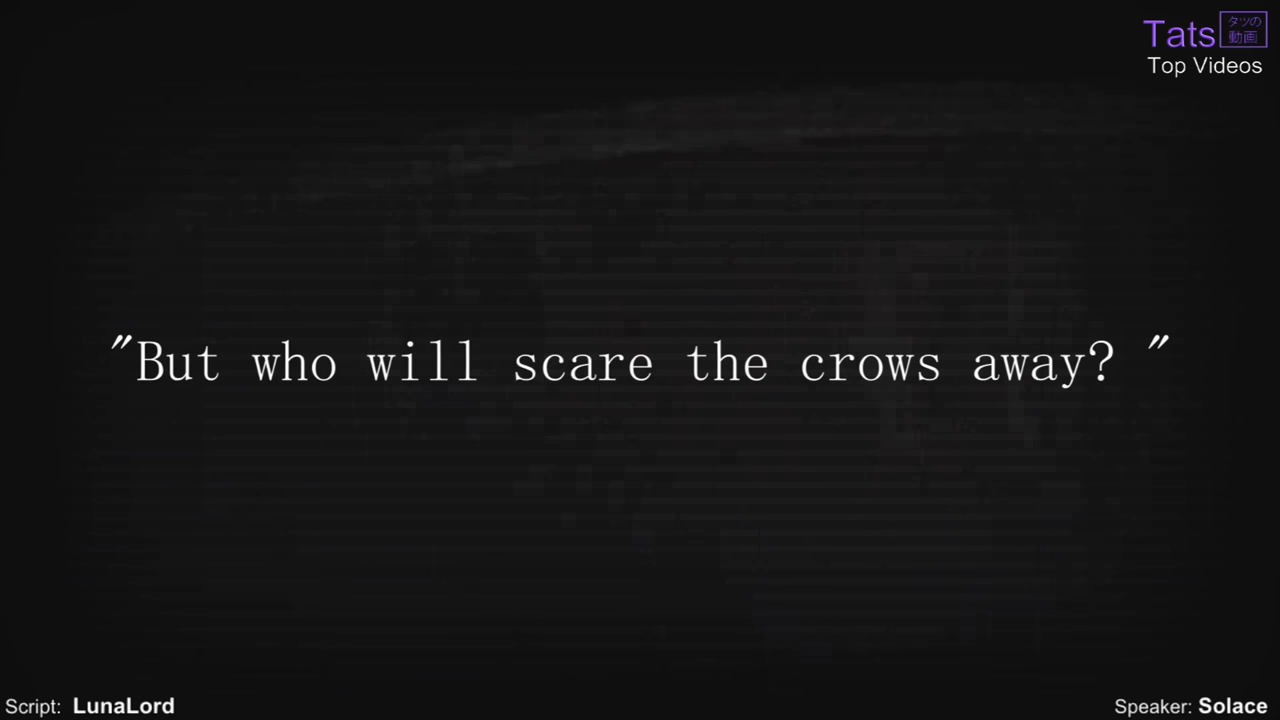 Tats タツの
動画
Top Videos
"But who will scare the crows away? "
Script: LunaLord
Speaker: Solace